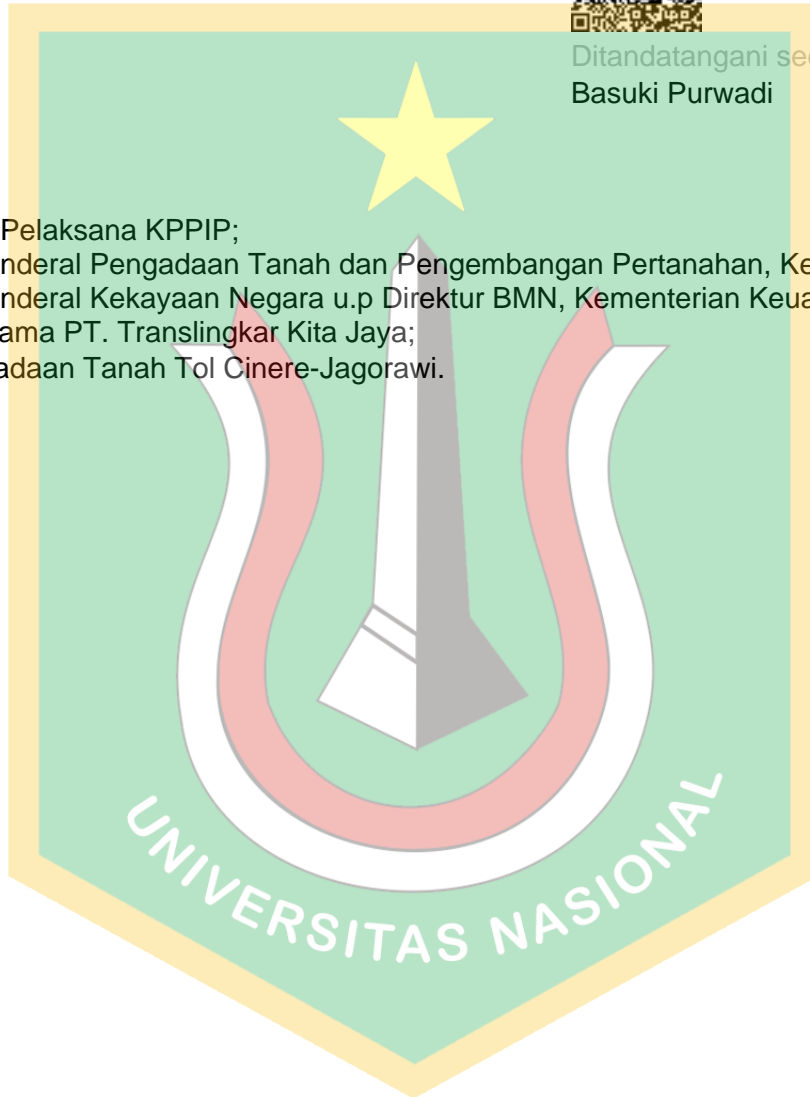 Ditandatangani sec
Basuki Purwadi
Pelaksana KPPIP;
nderal Pengadaan Tanah dan Pengembangan Pertanahan, Ke
nderal Kekayaan Negara u.p Direktur BMN, Kementerian Keua
ama PT. Translingkar Kita Jaya;
adaan Tanah Tol Cinere-Jagorawi.
UNIVERSITAS NASIONAL